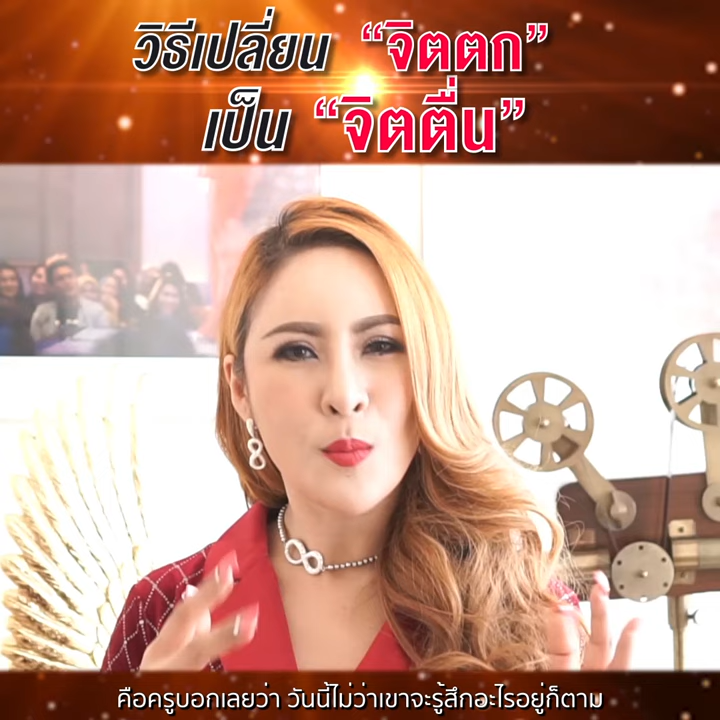 วิธีเปลี่ยน “จิตตก”
เป็น “จิตตื่น”
คือครูบอกเลยว่า วันนี้ไม่ว่าเขาจะรู้สึกอะไรอยู่ก็ตาม